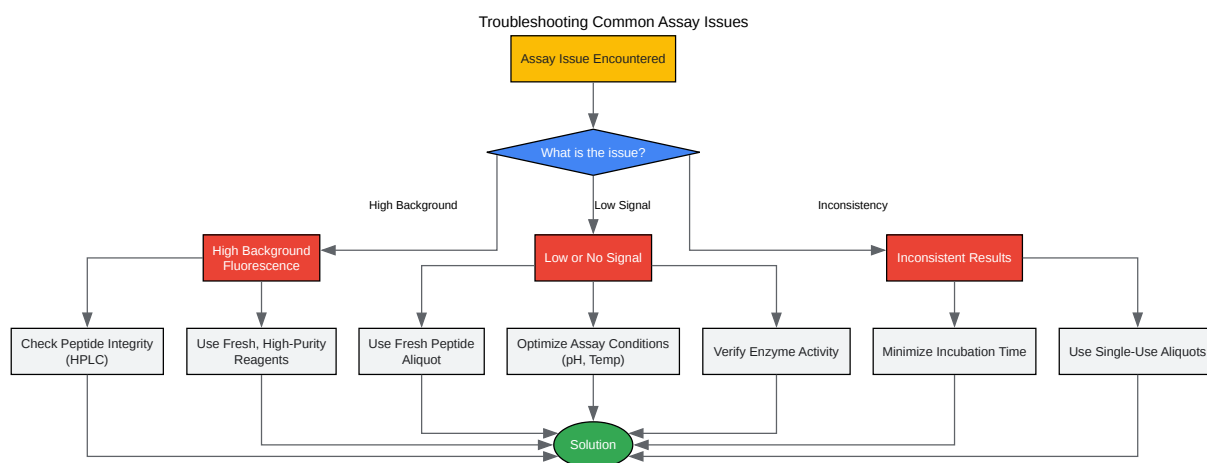 Troubleshooting Common Assay Issues
Assay Issue Encountered
What is the issue?
High Background
Low Signal
Inconsistency
High Background
Fluorescence
Low or No Signal
Inconsistent Results
Check Peptide Integrity
(HPLC)
Use Fresh, High-Purity
Reagents
Use Fresh Peptide
Aliquot
Optimize Assay Conditions
(pH, Temp)
Verify Enzyme Activity
Minimize Incubation Time
Use Single-Use Aliquots
Solution